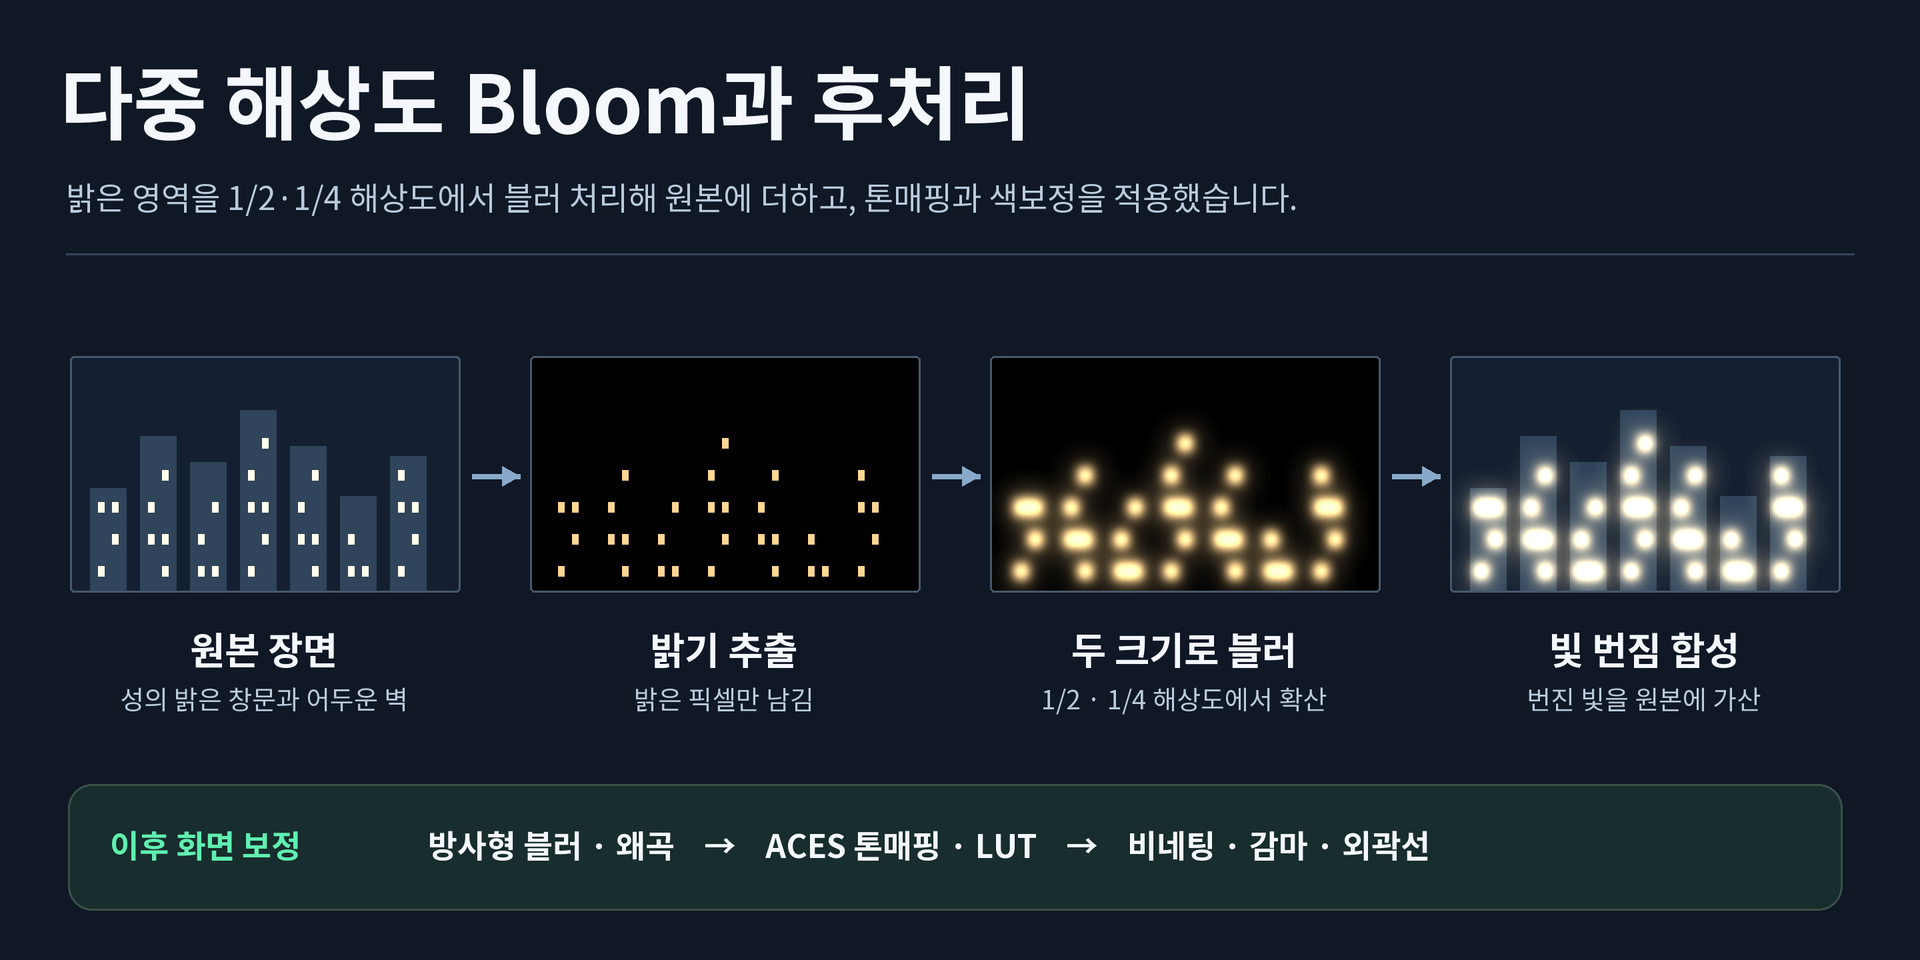 다중 해상도 Bloom과 후처리
밝은 영역을 1/2·1/4 해상도에서 블러 처리해 원본에 더하고, 톤매핑과 색보정을 적용했습니다.
원본 장면
성의 밝은 창문과 어두운 벽
밝기 추출
밝은 픽셀만 남김
두 크기로 블러
1/2 · 1/4 해상도에서 확산
빛 번짐 합성
번진 빛을 원본에 가산
이후 화면 보정 방사형 블러 · 왜곡 → ACES 톤매핑 · LUT → 비네팅 · 감마 · 외곽선